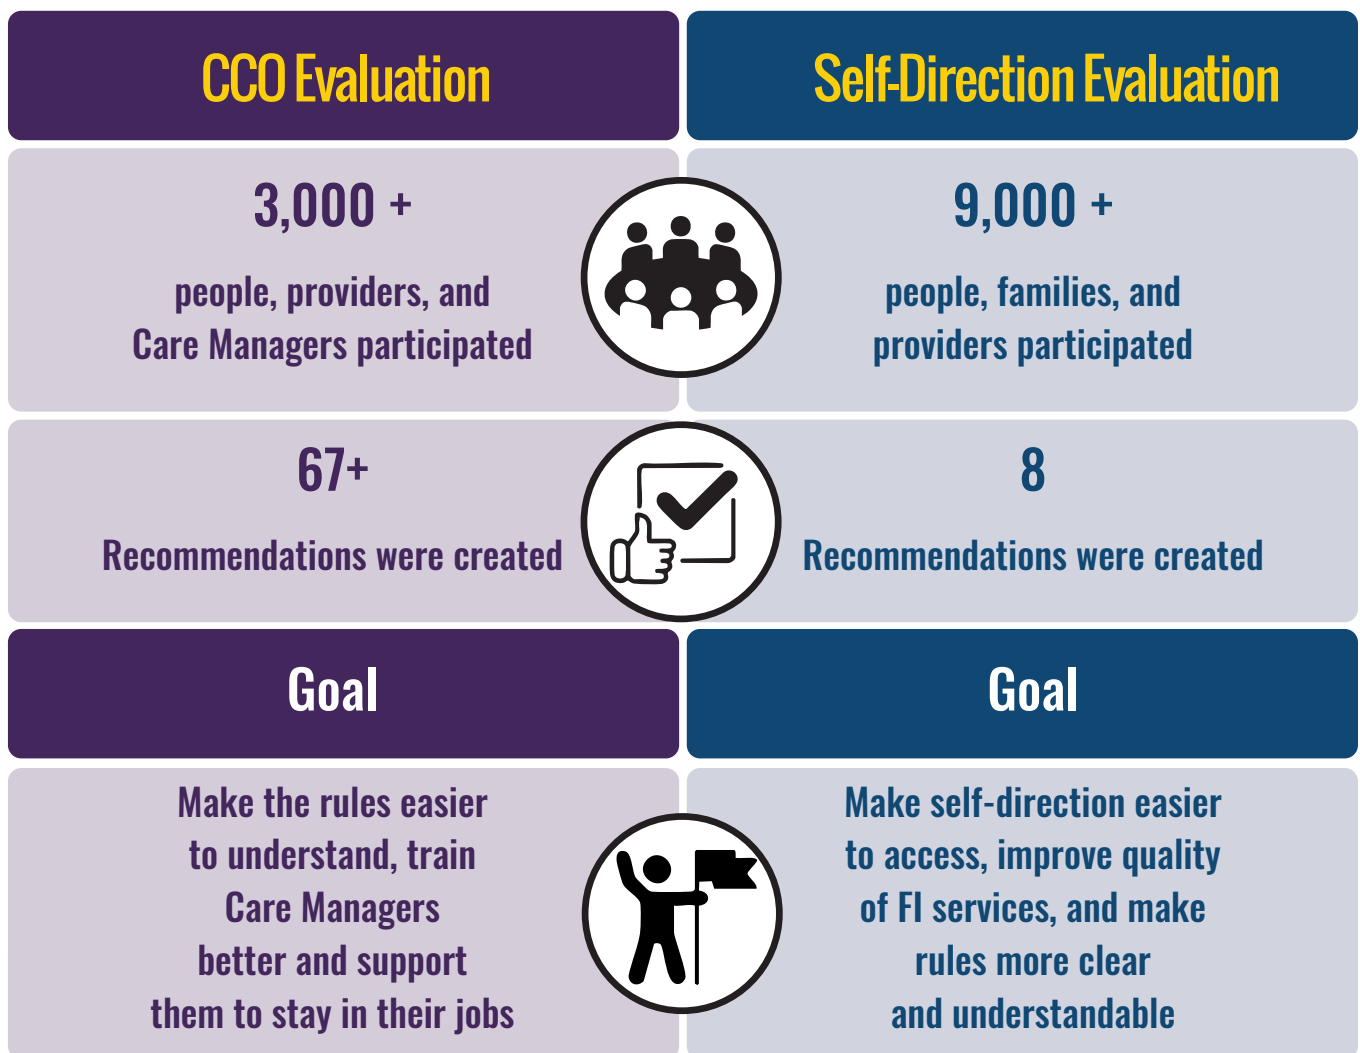 CCO Evaluation
Self-Direction Evaluation
3,000 +
people, providers, and
Care Managers participated
9,000 +
people, families, and
providers participated
67+
Recommendations were created
8
Recommendations were created
Goal
Goal
Make the rules easier
to understand, train
Care Managers
better and support
them to stay in their jobs
Make self-direction easier
to access, improve quality
of FI services, and make
rules more clear
and understandable